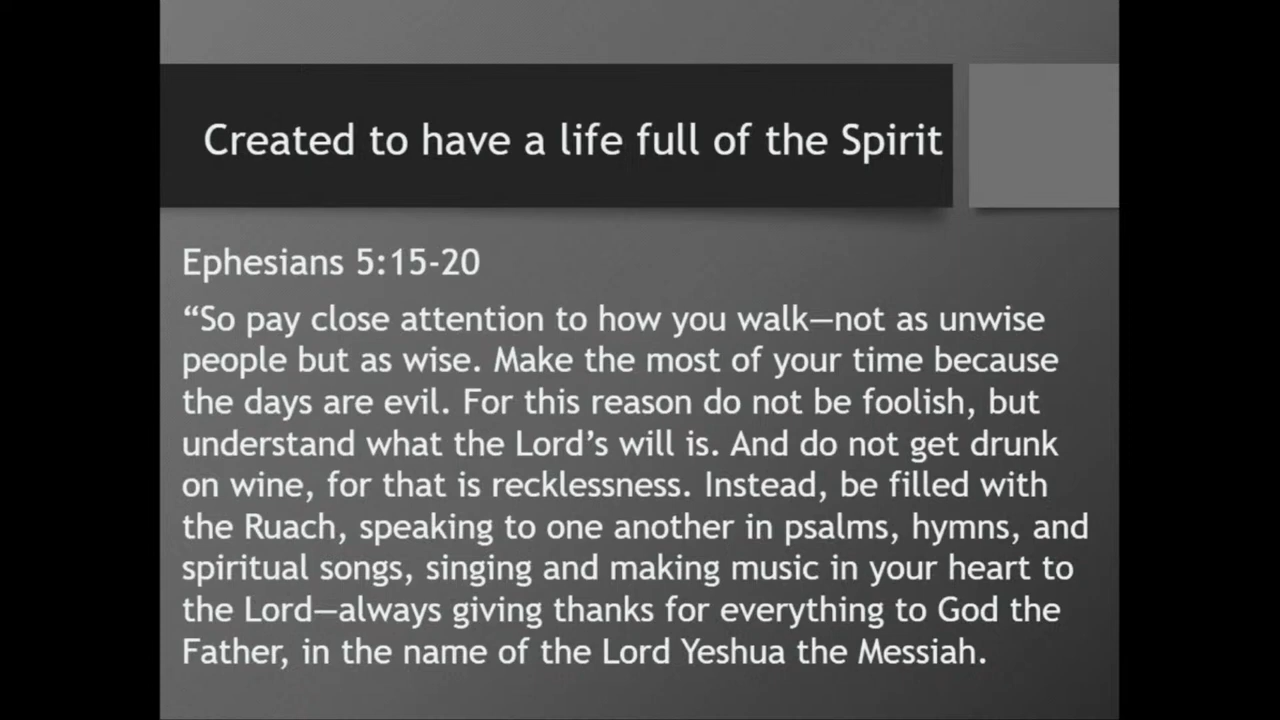 Created to have a life full of the Spirit
Ephesians 5:15-20
“So pay close attention to how you walk—not as unwise
people but as wise. Make the most of your time because
the days are evil. For this reason do not be foolish, but
understand what the Lord’s will is. And do not get drunk
on wine, for that is recklessness. Instead, be filled with
the Ruach, speaking to one another in psalms, hymns, and
spiritual songs, singing and making music in your heart to
the Lord—always giving thanks for everything to God the
Father, in the name of the Lord Yeshua the Messiah.